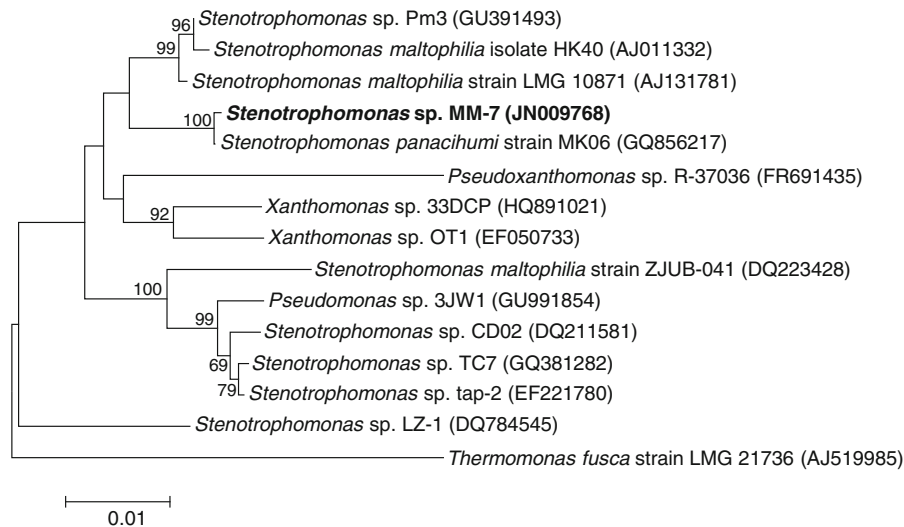 Stenotrophomonas sp. Pm3 (GU391493)
96
99
Stenotrophomonas maltophilia isolate HK40 (AJ011332)
Stenotrophomonas maltophilia strain LMG 10871 (AJ131781)
Stenotrophomonas sp. MM-7 (JN009768)
100
Stenotrophomonas panacihumi strain MK06 (GQ856217)
Pseudoxanthomonas sp. R-37036 (FR691435)
Xanthomonas sp. 33DCP (HQ891021)
92
Xanthomonas sp. OT1 (EF050733)
Stenotrophomonas maltophilia strain ZJUB-041 (DQ223428)
100
Pseudomonas sp. 3JW1 (GU991854)
99
Stenotrophomonas sp. CD02 (DQ211581)
69
Stenotrophomonas sp. TC7 (GQ381282)
79
Stenotrophomonas sp. tap-2 (EF221780)
Stenotrophomonas sp. LZ-1 (DQ784545)
Thermomonas fusca strain LMG 21736 (AJ519985)
0.01